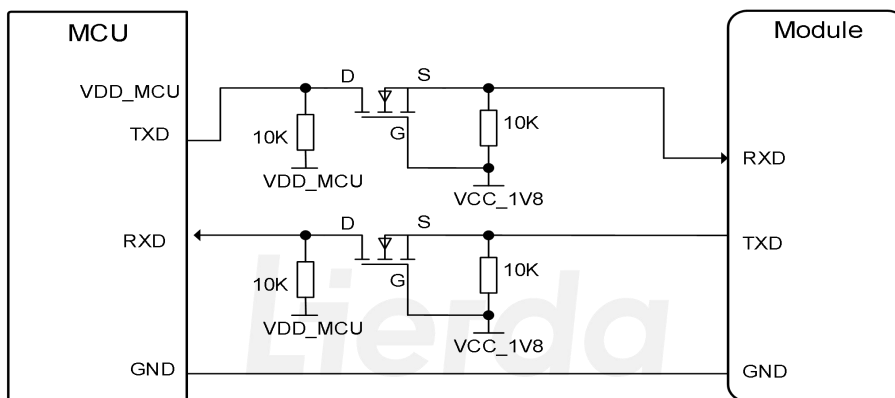 MCU
Module
VDD_MCU
TXD
D
S
G
10K
10K
VDD_MCU
VCC_1V8
RXD
RXD
D
S
G
TXD
10K
10K
VDD_MCU
VCC_1V8
GND
GND
Lierda